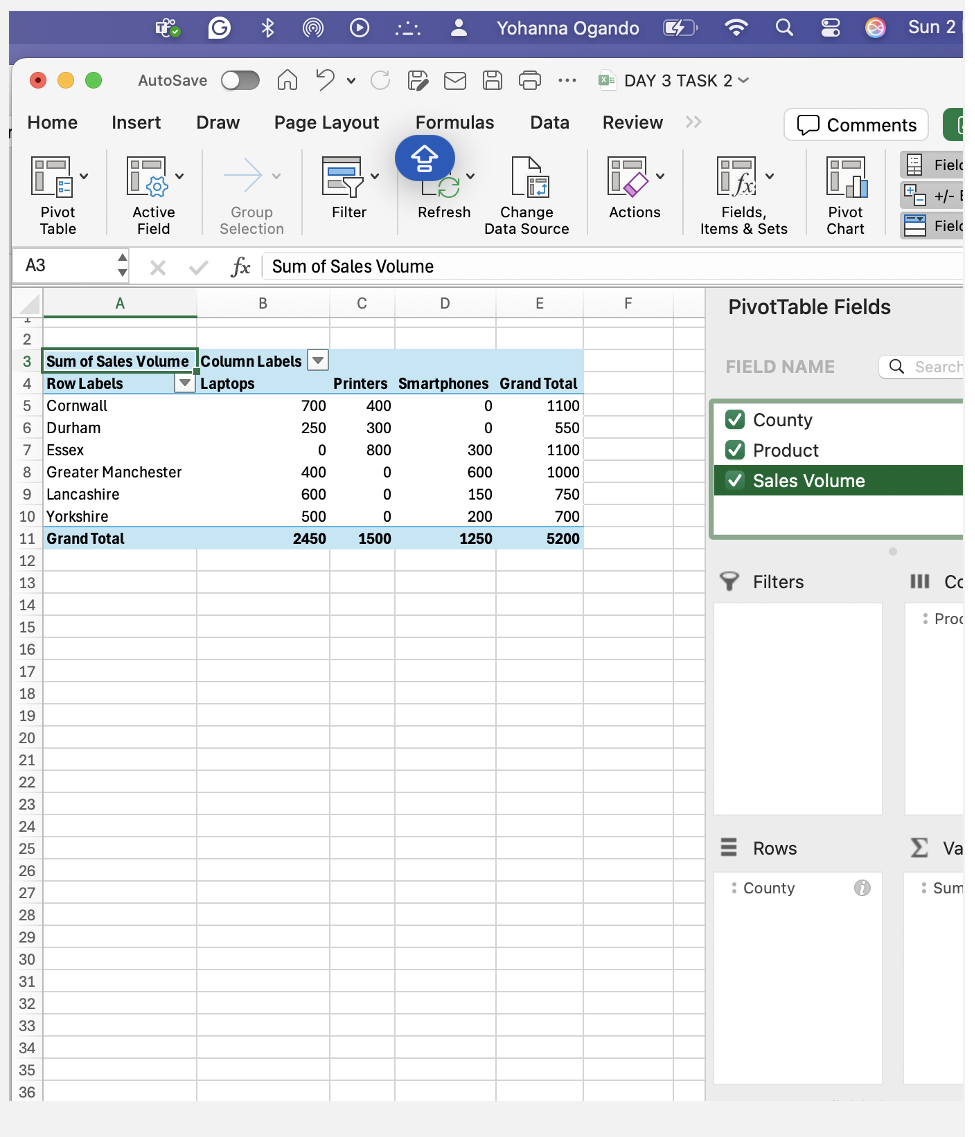 Yohanna Ogando Sun 2
AutoSave DAY 3 TASK 2
Home Insert Draw Page Layout Formulas Data Review Comments
Pivot Table Active Field Group Selection Filter Refresh Change Data Source Actions Fields, Items & Sets Pivot Chart
Field
+/-
Field
A3 fx Sum of Sales Volume
A B C D E F
PivotTable Fields
1
2
FIELD NAME Search
3 Sum of Sales Volume Column Labels
4 Row Labels Laptops Printers Smartphones Grand Total
5 Cornwall 700 400 0 1100
6 Durham 250 300 0 550
7 Essex 0 800 300 1100
8 Greater Manchester 400 0 600 1000
9 Lancashire 600 0 150 750
10 Yorkshire 500 0 200 700
11 Grand Total 2450 1500 1250 5200
12
13
14
15
16
17
18
19
20
21
22
23
24
25
26
27
28
29
30
31
32
33
34
35
36
County
Product
Sales Volume
Filters Co
Proc
Rows Σ Va
County Sum